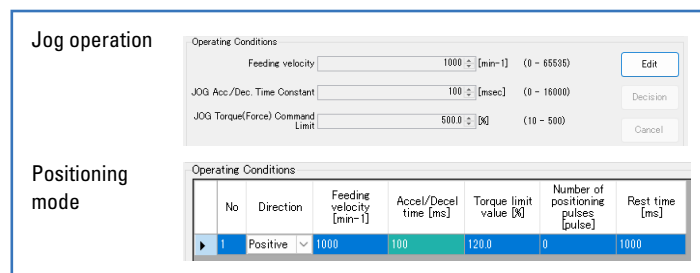 Jog operation
Operating Conditions
Feeding velocity 1000 [min-1] (0 - 65535) Edit
JOG Acc./Dec. Time Constant 100 [msec] (0 - 16000) Decision
JOG Torque(Force) Command
Limit 500.0 [%] (10 - 500) Cancel
Positioning
mode
Operating Conditions
No Direction Feeding velocity [min-1] Accel/Decel time [ms] Torque limit value [%] Number of positioning pulses [pulse] Rest time [ms]
1 Positive 1000 100 120.0 0 1000